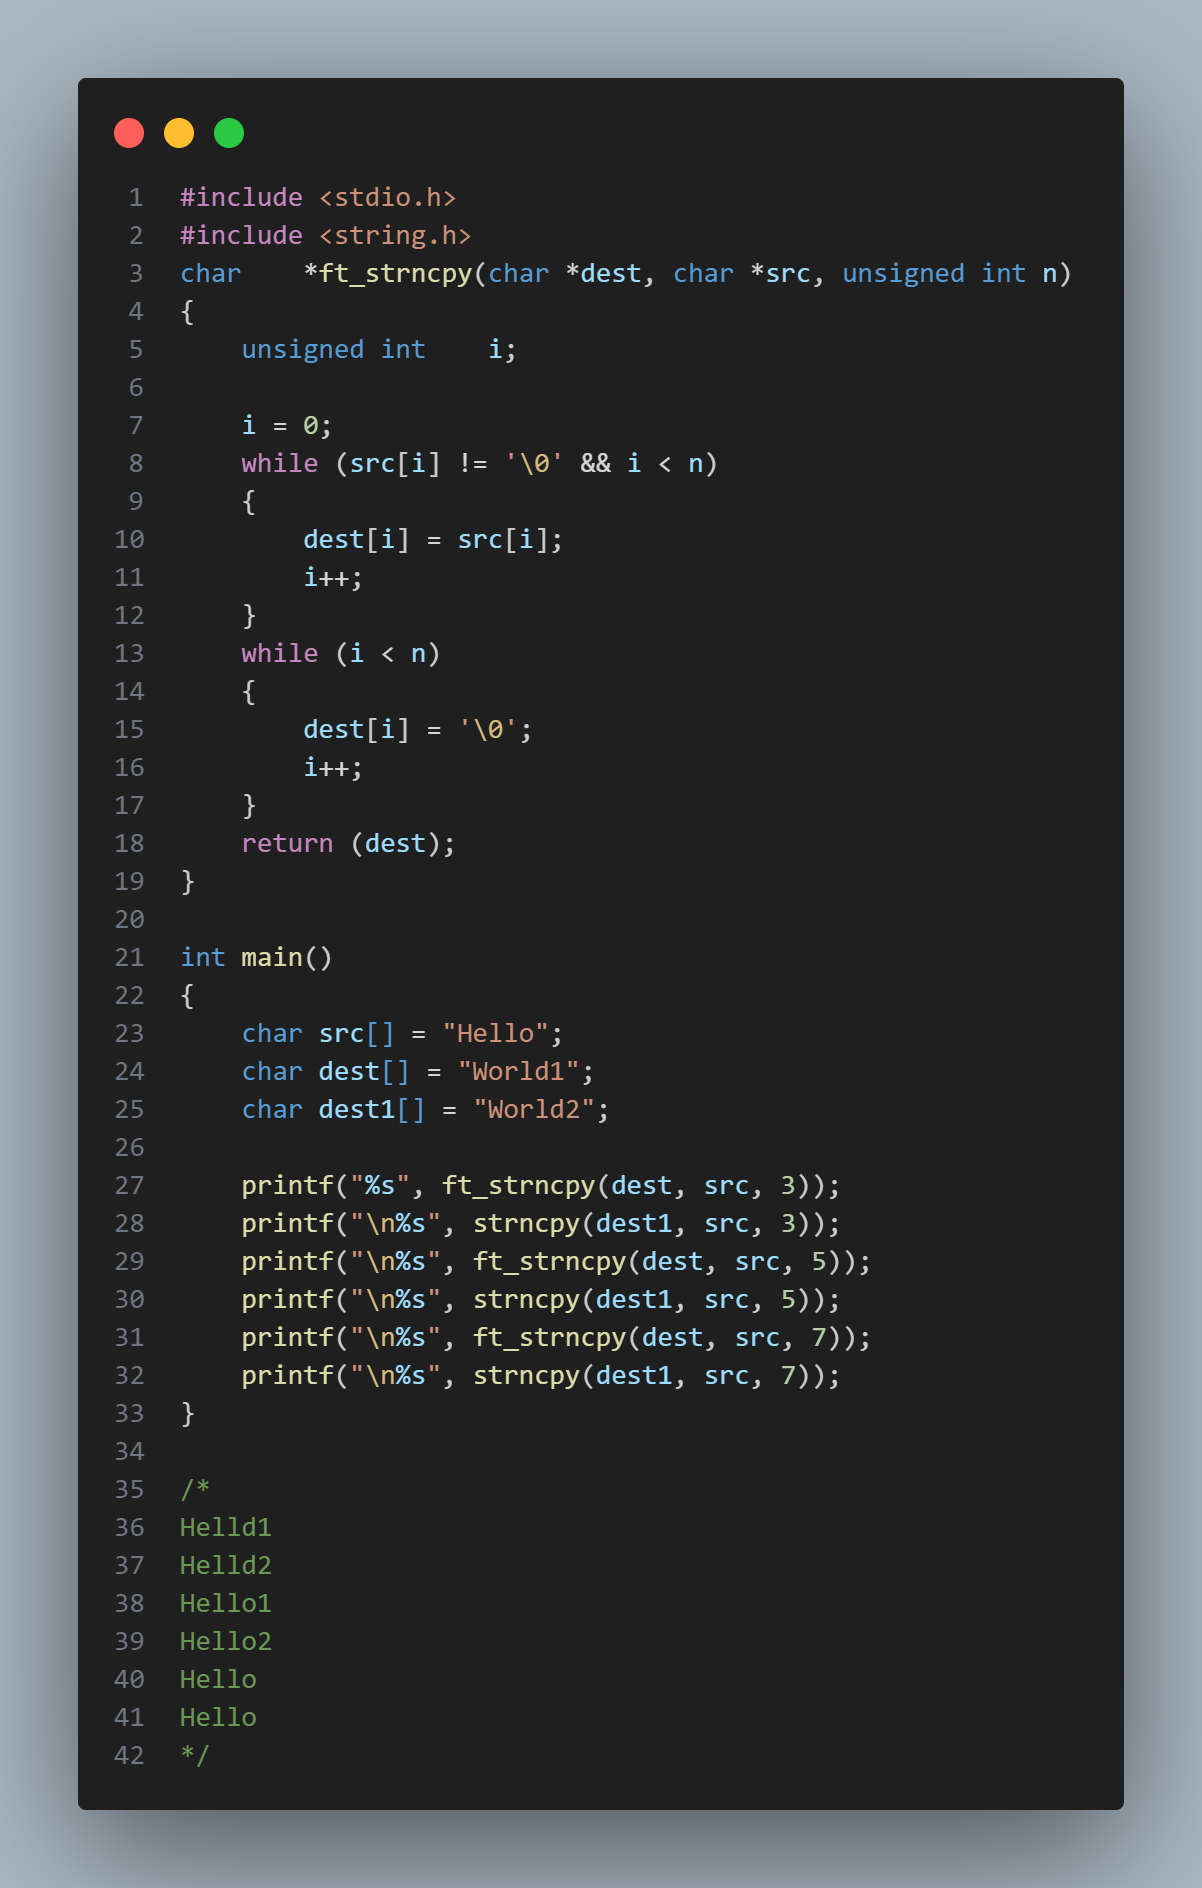 1 #include <stdio.h>
2 #include <string.h>
3 char    *ft_strncpy(char *dest, char *src, unsigned int n)
4 {
5     unsigned int    i;
6
7     i = 0;
8     while (src[i] != '\0' && i < n)
9     {
10         dest[i] = src[i];
11         i++;
12     }
13     while (i < n)
14     {
15         dest[i] = '\0';
16         i++;
17     }
18     return (dest);
19 }
20
21 int main()
22 {
23     char src[] = "Hello";
24     char dest[] = "World1";
25     char dest1[] = "World2";
26
27     printf("%s", ft_strncpy(dest, src, 3));
28     printf("\n%s", strncpy(dest1, src, 3));
29     printf("\n%s", ft_strncpy(dest, src, 5));
30     printf("\n%s", strncpy(dest1, src, 5));
31     printf("\n%s", ft_strncpy(dest, src, 7));
32     printf("\n%s", strncpy(dest1, src, 7));
33 }
34
35 /*
36 Helld1
37 Helld2
38 Hello1
39 Hello2
40 Hello
41 Hello
42 */